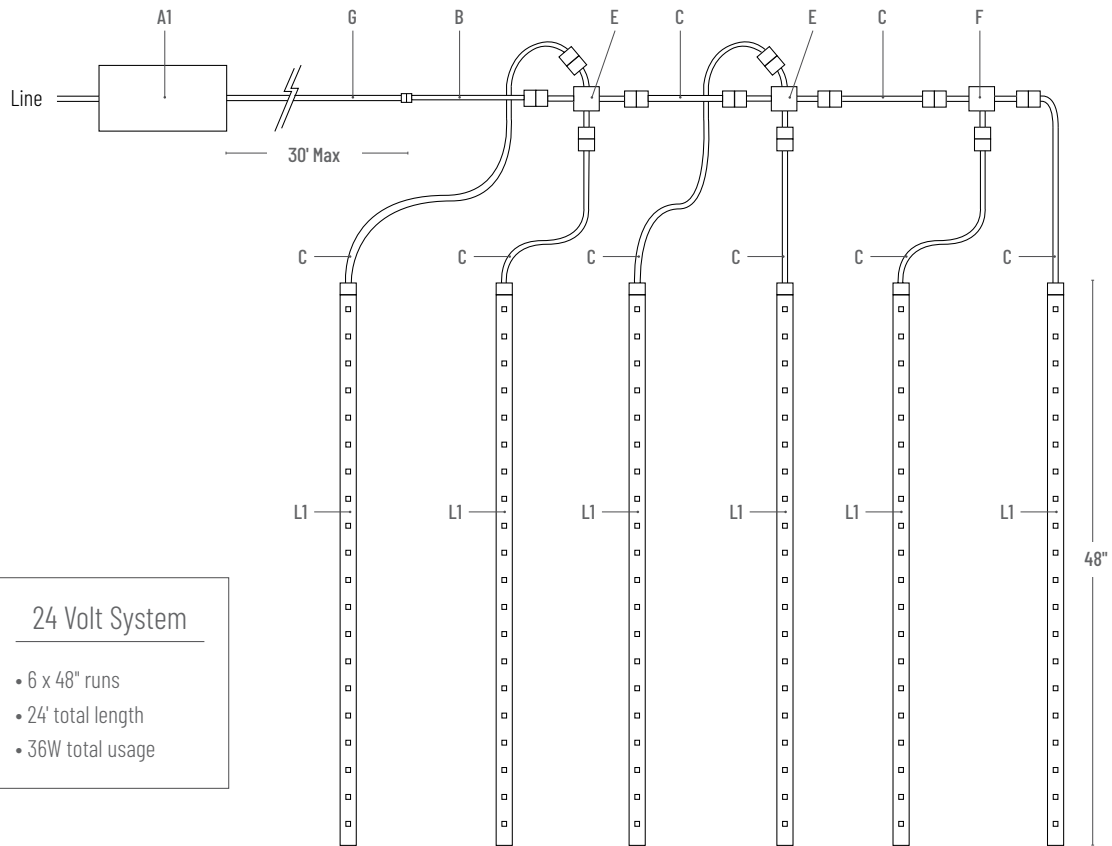 A1 G B E C E C F
Line
30' Max
C C C C C C
L1 L1 L1 L1 L1 L1
48"
24 Volt System
• 6 x 48" runs
• 24' total length
• 36W total usage